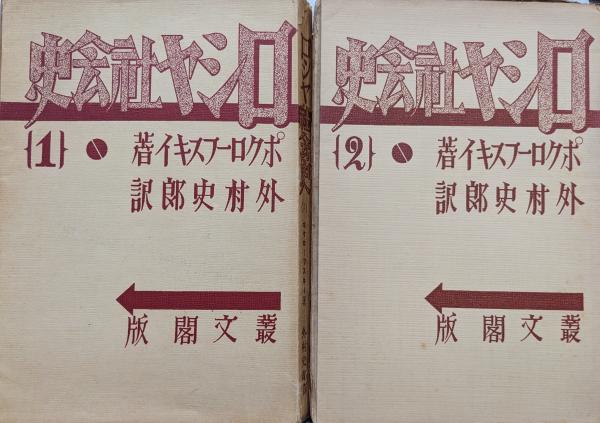 ロシヤ社会史
ポクローフスキイ著
{1}
外村史郎訳
叢文閣版
ロシヤ社会史
ポクローフスキイ著
{2}
外村史郎訳
叢文閣版